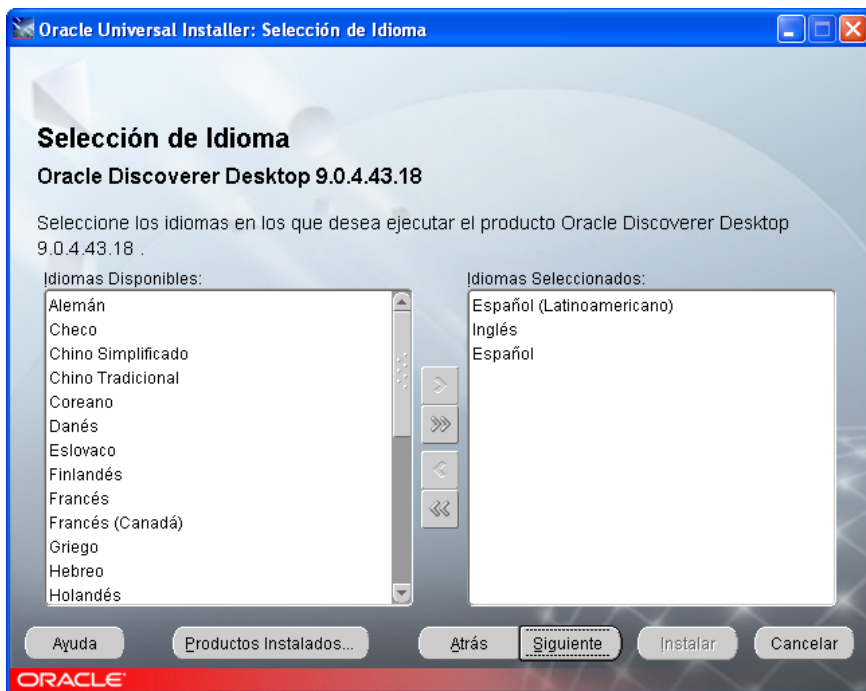 Oracle Universal Installer: Selección de Idioma
Selección de Idioma
Oracle Discoverer Desktop 9.0.4.43.18
Seleccione los idiomas en los que desea ejecutar el producto Oracle Discoverer Desktop
9.0.4.43.18 .
Idiomas Disponibles:
Alemán
Checo
Chino Simplificado
Chino Tradicional
Coreano
Danés
Eslovaco
Finlandés
Francés
Francés (Canadá)
Griego
Hebreo
Holandés
Idiomas Seleccionados:
Español (Latinoamericano)
Inglés
Español
Ayuda
Productos Instalados...
Atrás
Siguiente
Instalar
Cancelar
ORACLE